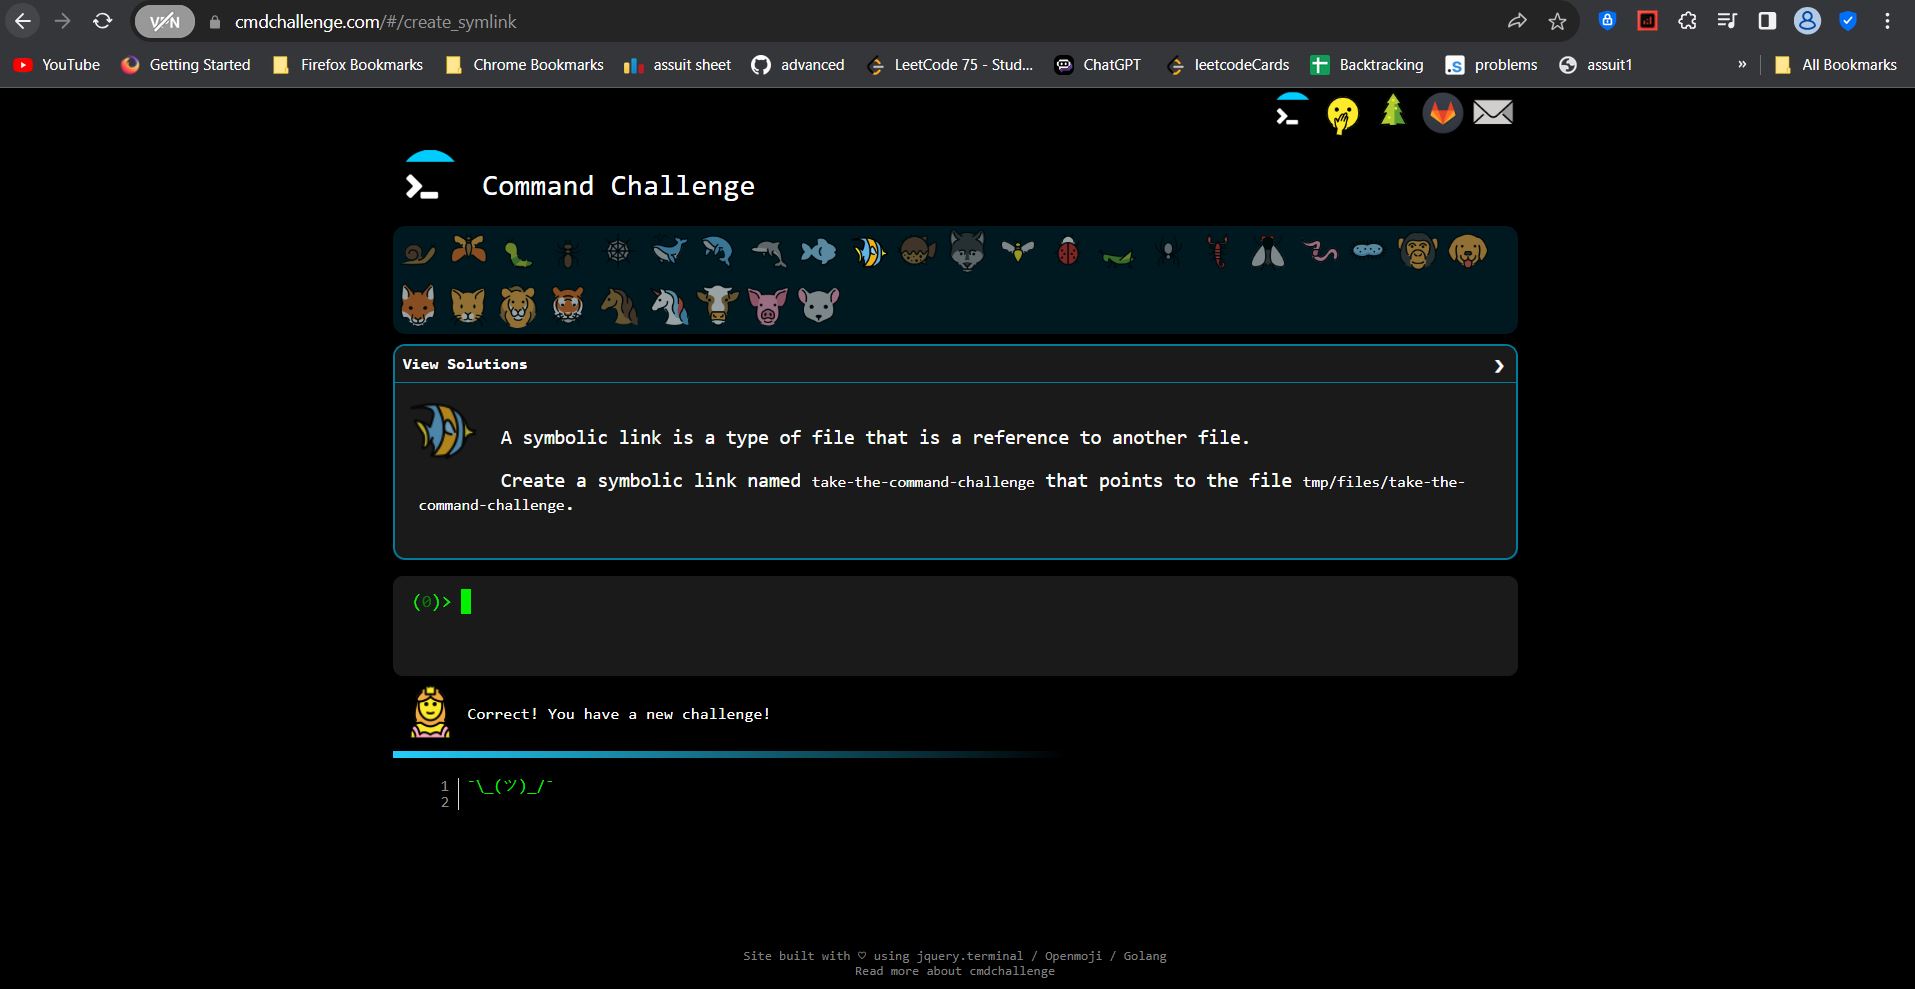 VPN cmdchallenge.com/#/create_symlink
YouTube Getting Started Firefox Bookmarks Chrome Bookmarks assuit sheet advanced LeetCode 75 - Stud... ChatGPT leetcodeCards Backtracking problems assuit1 » All Bookmarks
Command Challenge
View Solutions ❯
A symbolic link is a type of file that is a reference to another file.
Create a symbolic link named take-the-command-challenge that points to the file tmp/files/take-the-
command-challenge.
(0)>
Correct! You have a new challenge!
1 ¯\_(ツ)_/¯
2
Site built with ♡ using jquery.terminal / Openmoji / Golang
Read more about cmdchallenge